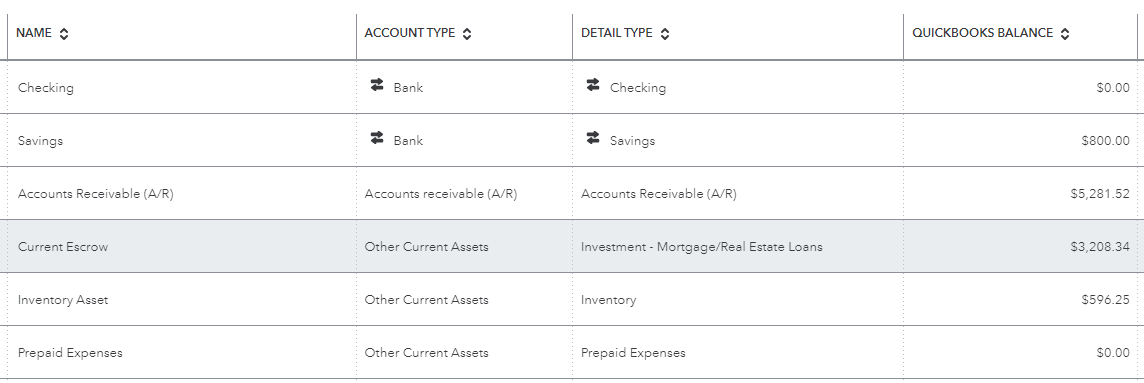 NAME ACCOUNT TYPE DETAIL TYPE QUICKBOOKS BALANCE
Checking Bank Checking $0.00
Savings Bank Savings $800.00
Accounts Receivable (A/R) Accounts receivable (A/R) Accounts Receivable (A/R) $5,281.52
Current Escrow Other Current Assets Investment - Mortgage/Real Estate Loans $3,208.34
Inventory Asset Other Current Assets Inventory $596.25
Prepaid Expenses Other Current Assets Prepaid Expenses $0.00